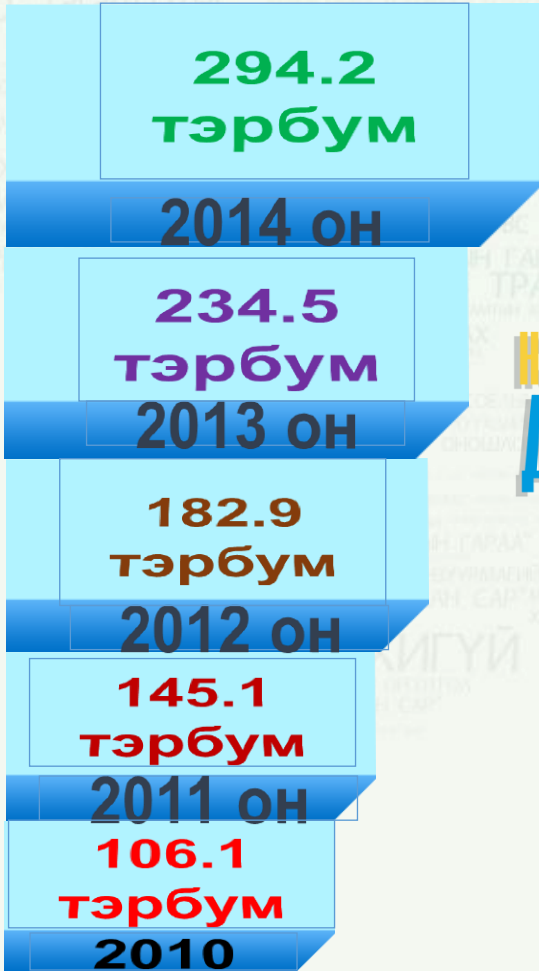 294.2
тэрбум
2014 он
234.5
тэрбум
2013 он
182.9
тэрбум
2012 он
145.1
тэрбум
2011 он
106.1
тэрбум
2010